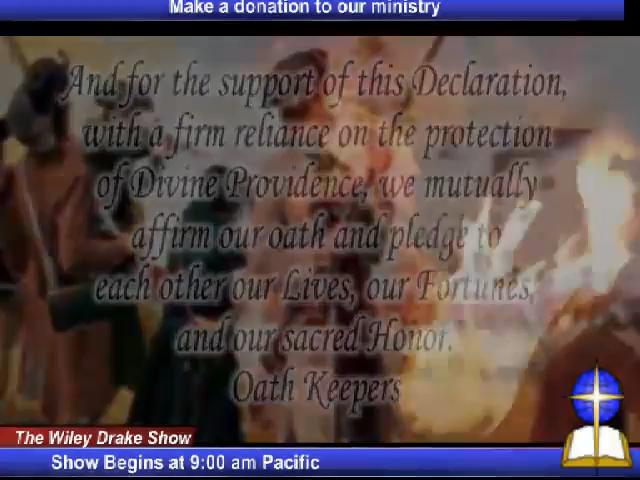 Make a donation to our ministry
And for the support of this Declaration,
with a firm reliance on the protection
of Divine Providence, we mutually
affirm our oath and pledge to
each other our Lives, our Fortunes,
and our sacred Honor.
Oath Keepers
The Wiley Drake Show
Show Begins at 9:00 am Pacific